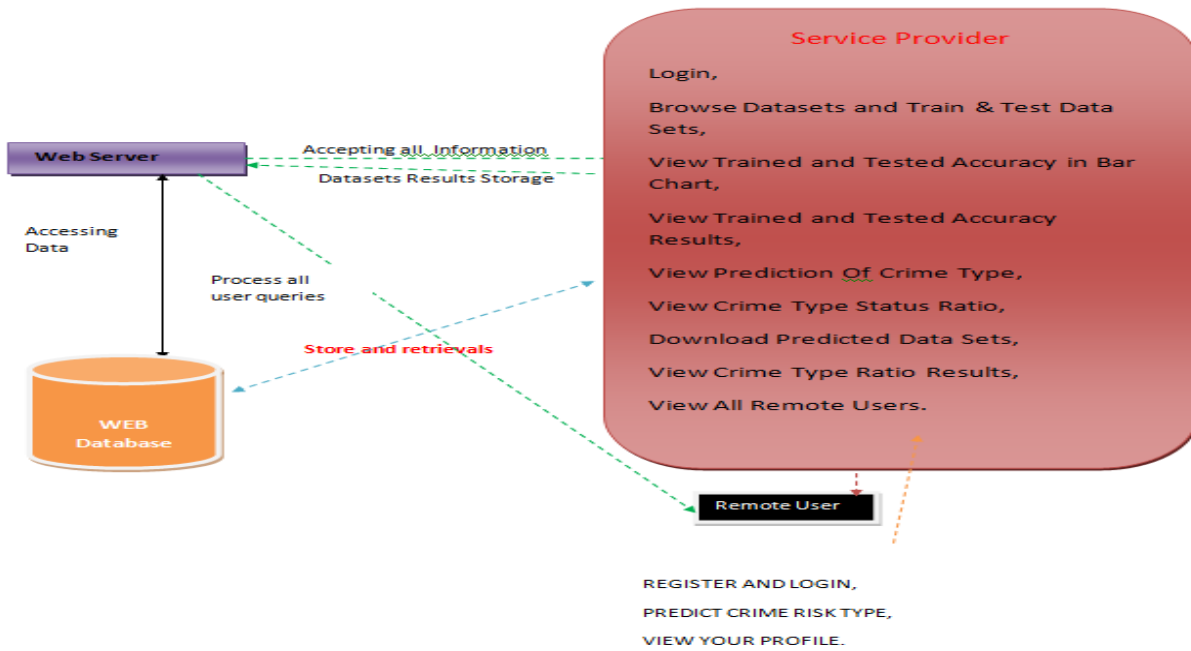 Service Provider
Login,
Browse Datasets and Train & Test Data
Sets,
View Trained and Tested Accuracy in Bar
Chart,
View Trained and Tested Accuracy
Results,
View Prediction Of Crime Type,
View Crime Type Status Ratio,
Download Predicted Data Sets,
View Crime Type Ratio Results,
View All Remote Users.
Web Server
Accepting all Information
Datasets Results Storage
Accessing
Data
Process all
user queries
Store and retrievals
WEB
Database
Remote User
REGISTER AND LOGIN,
PREDICT CRIME RISK TYPE,
VIEW YOUR PROFILE.